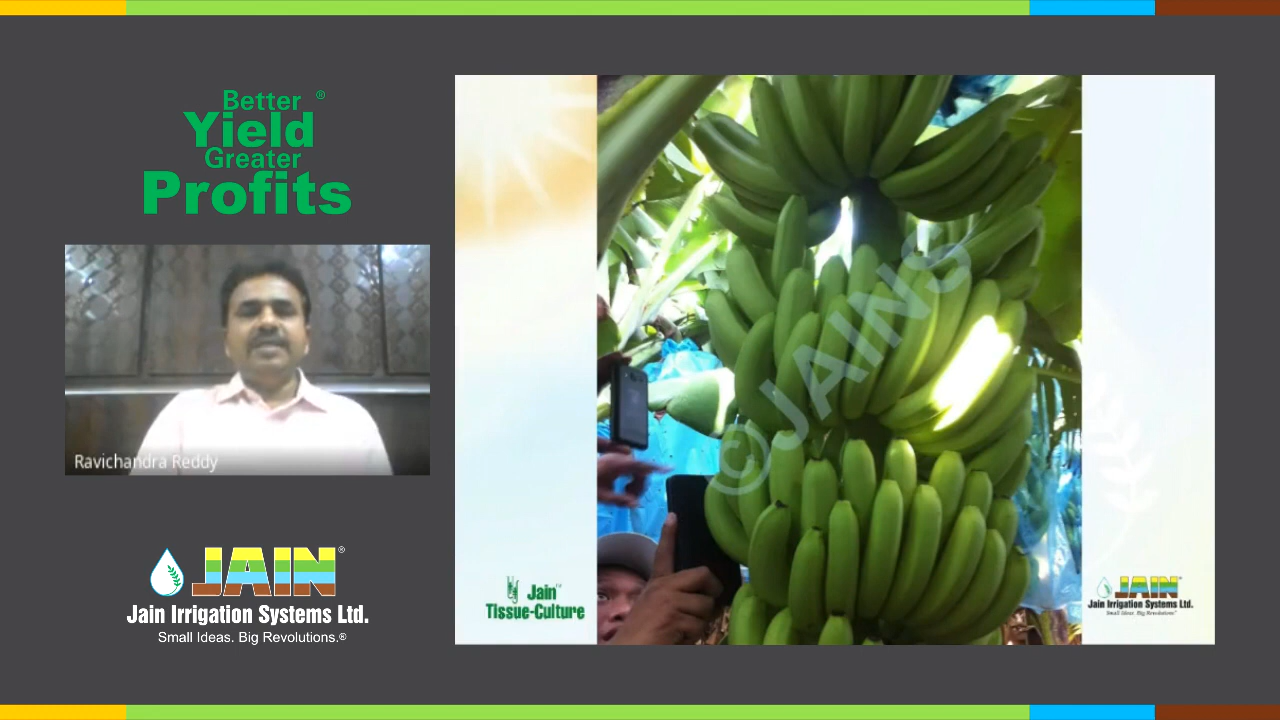 Better ®
Yield
Greater
Profits
Ravichandra Reddy
JAIN®
Jain Irrigation Systems Ltd.
Small Ideas. Big Revolutions.®
©JAINS
Jain™
Tissue-Culture
JAIN®
Jain Irrigation Systems Ltd.
Small Ideas. Big Revolutions.®